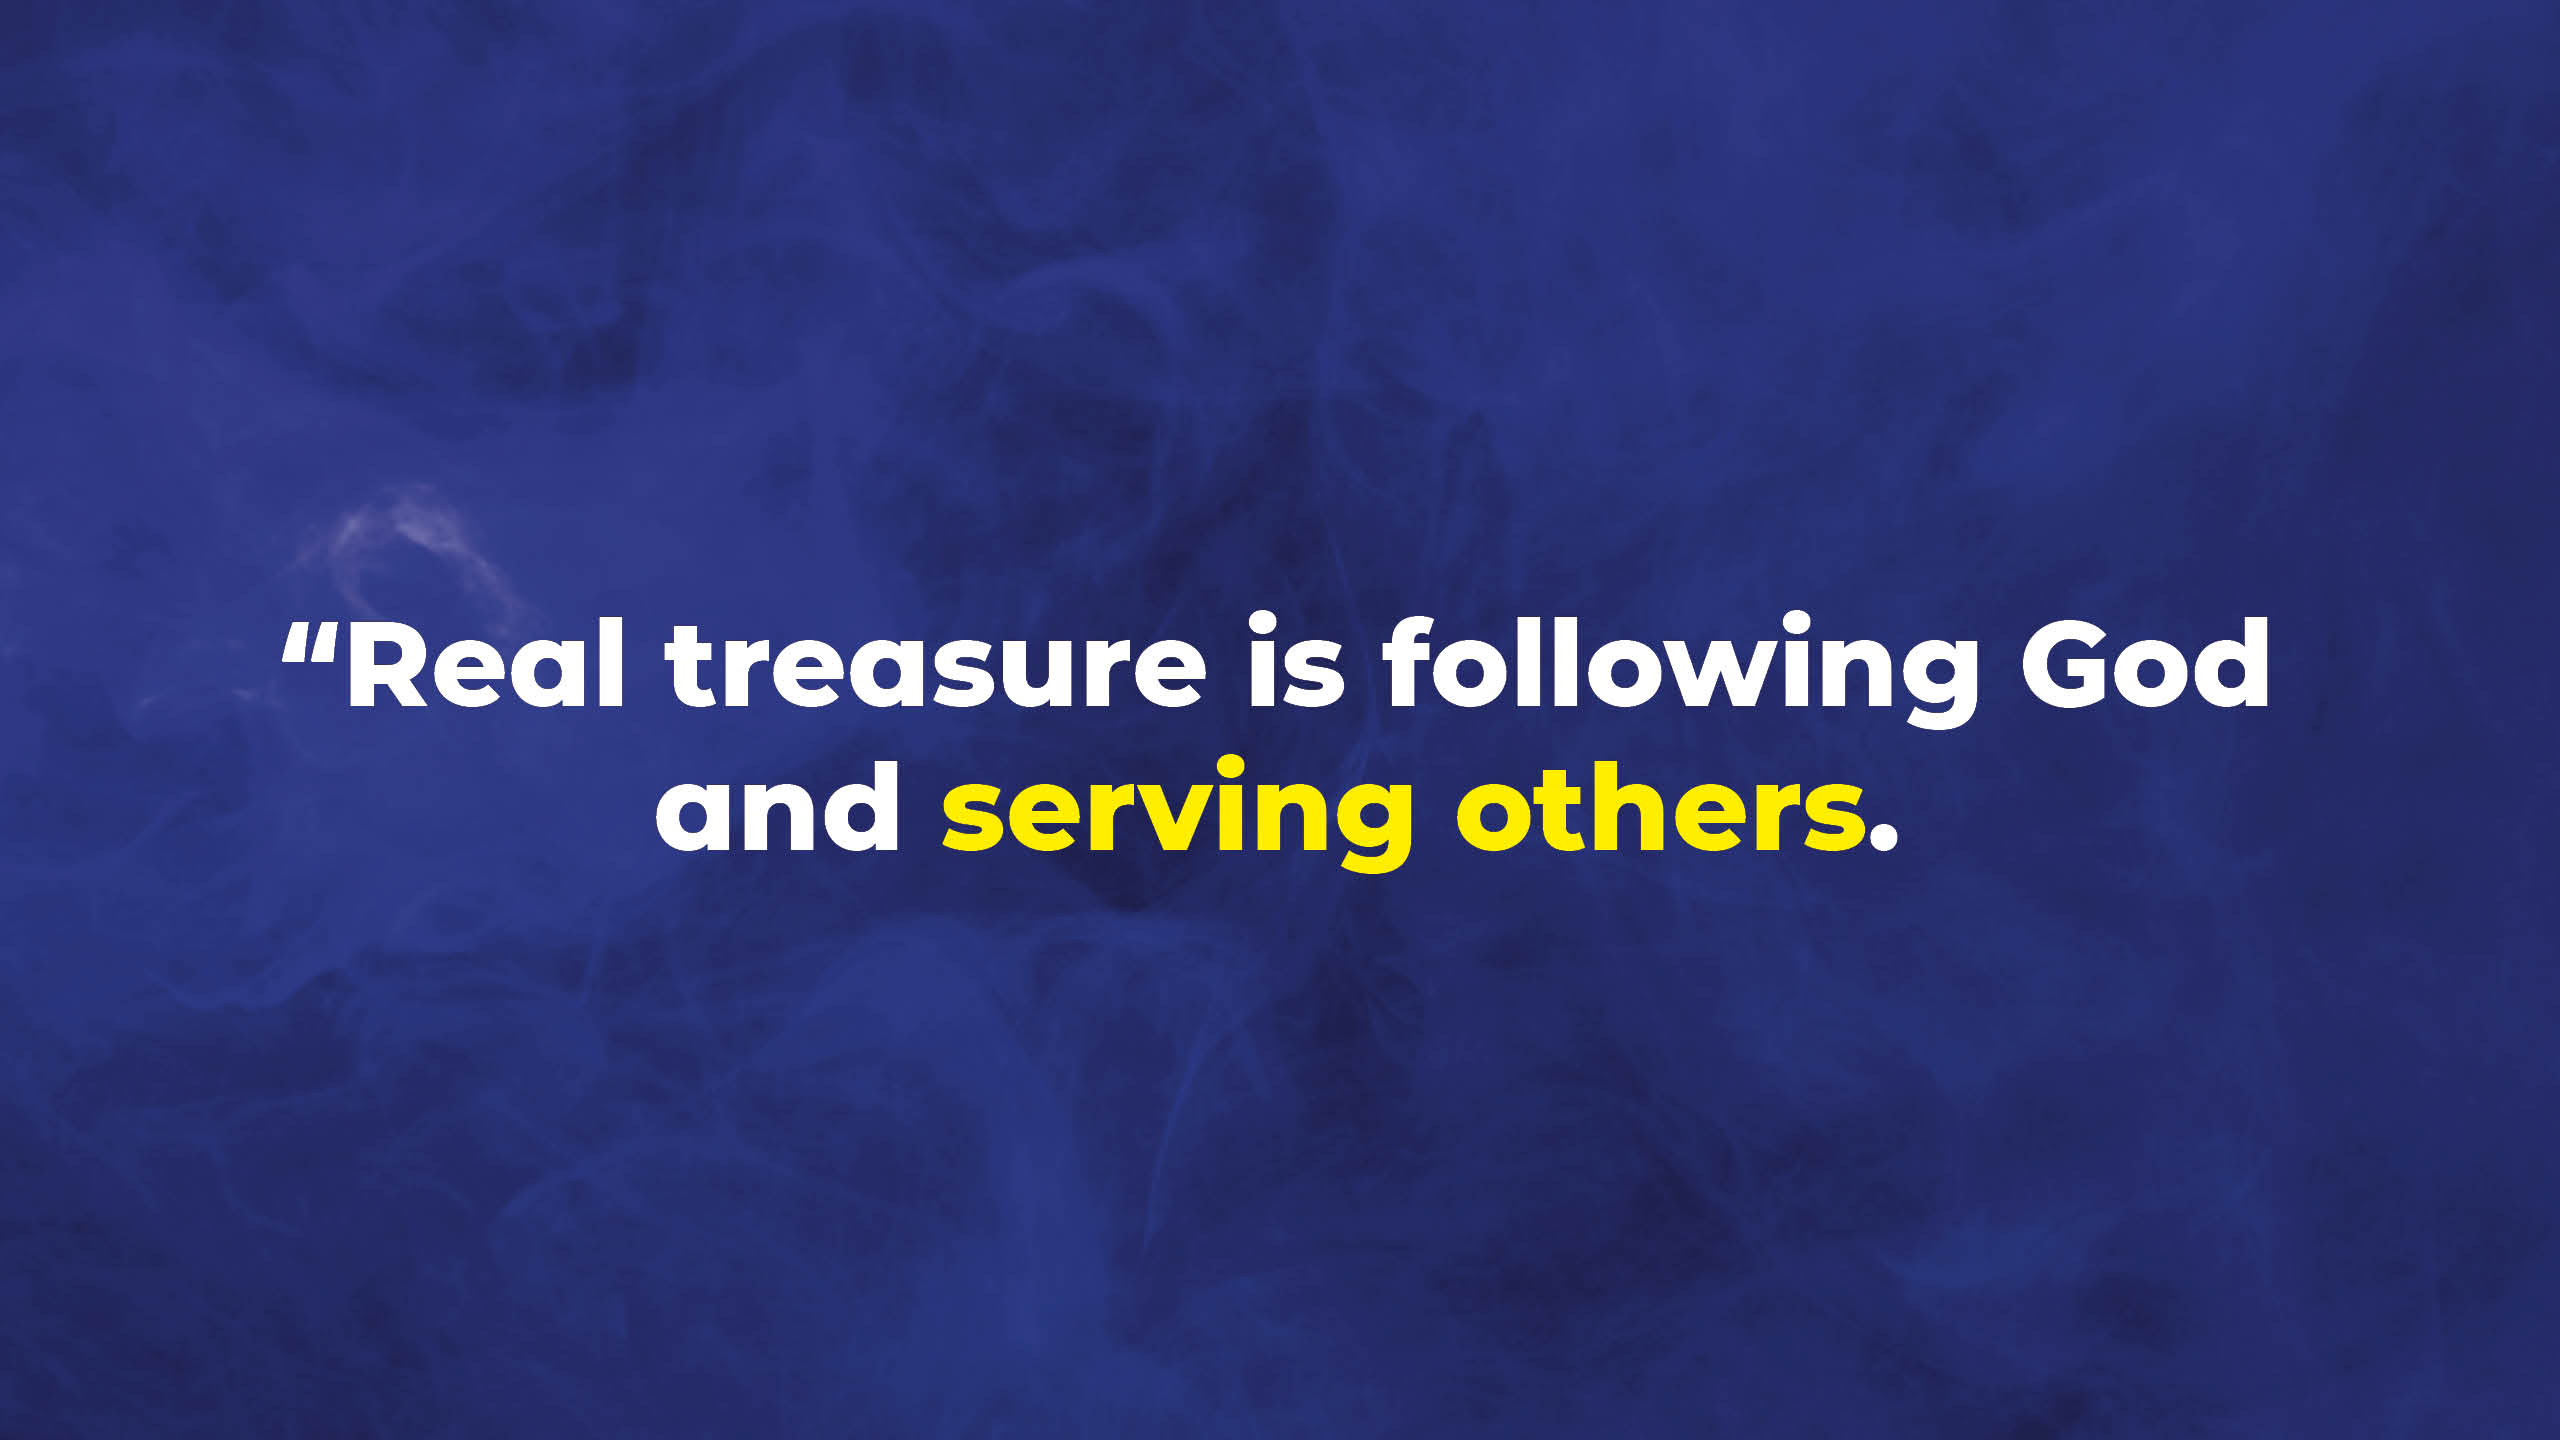 “Real treasure is following God
and serving others.